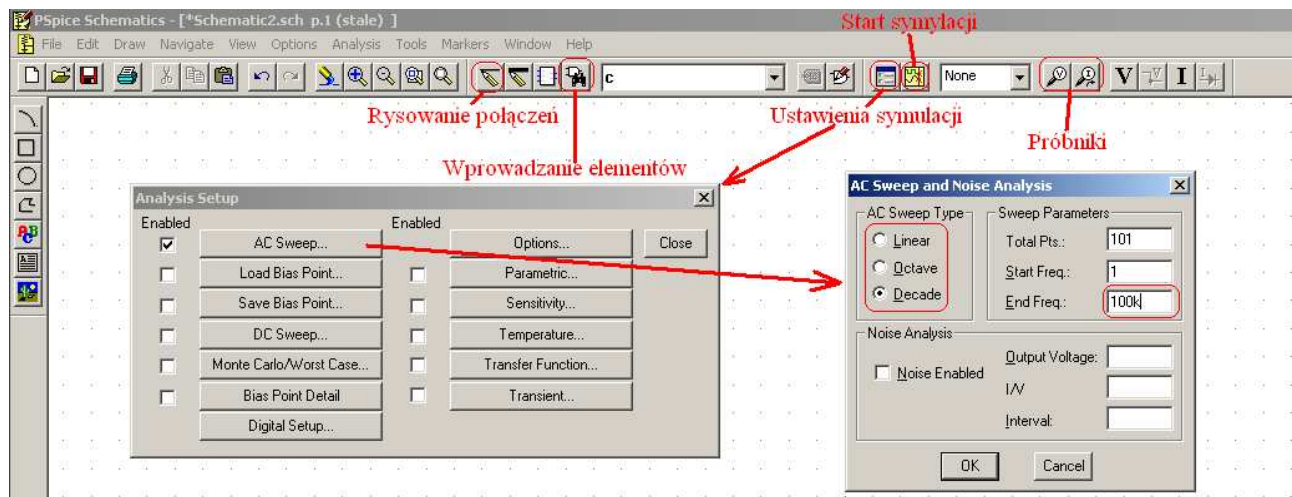 PSpice Schematics - [*Schematic2.sch p.1 (stale) ]
Start symylacji
File Edit Draw Navigate View Options Analysis Tools Markers Window Help
c
None
V
I
Rysowanie połączeń
Ustawienia symulacji
Próbniki
Wprowadzanie elementów
Analysis Setup
Enabled
Enabled
AC Sweep...
Options...
Close
Load Bias Point...
Parametric...
Save Bias Point...
Sensitivity...
DC Sweep...
Temperature...
Monte Carlo/Worst Case...
Transfer Function...
Bias Point Detail
Transient...
Digital Setup...
AC Sweep and Noise Analysis
AC Sweep Type
Sweep Parameters
Linear
Total Pts.: 101
Octave
Start Freq.: 1
Decade
End Freq.: 100k
Noise Analysis
Noise Enabled
Output Voltage:
I/V
Interval:
OK
Cancel